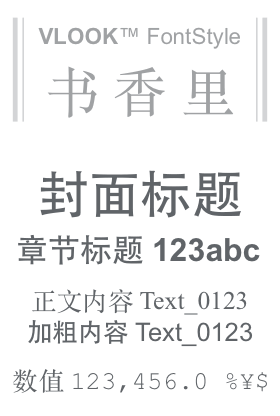 VLOOK™ FontStyle
书香里
封面标题
章节标题 123abc
正文内容 Text_0123
加粗内容 Text_0123
数值 123,456.0 %¥$